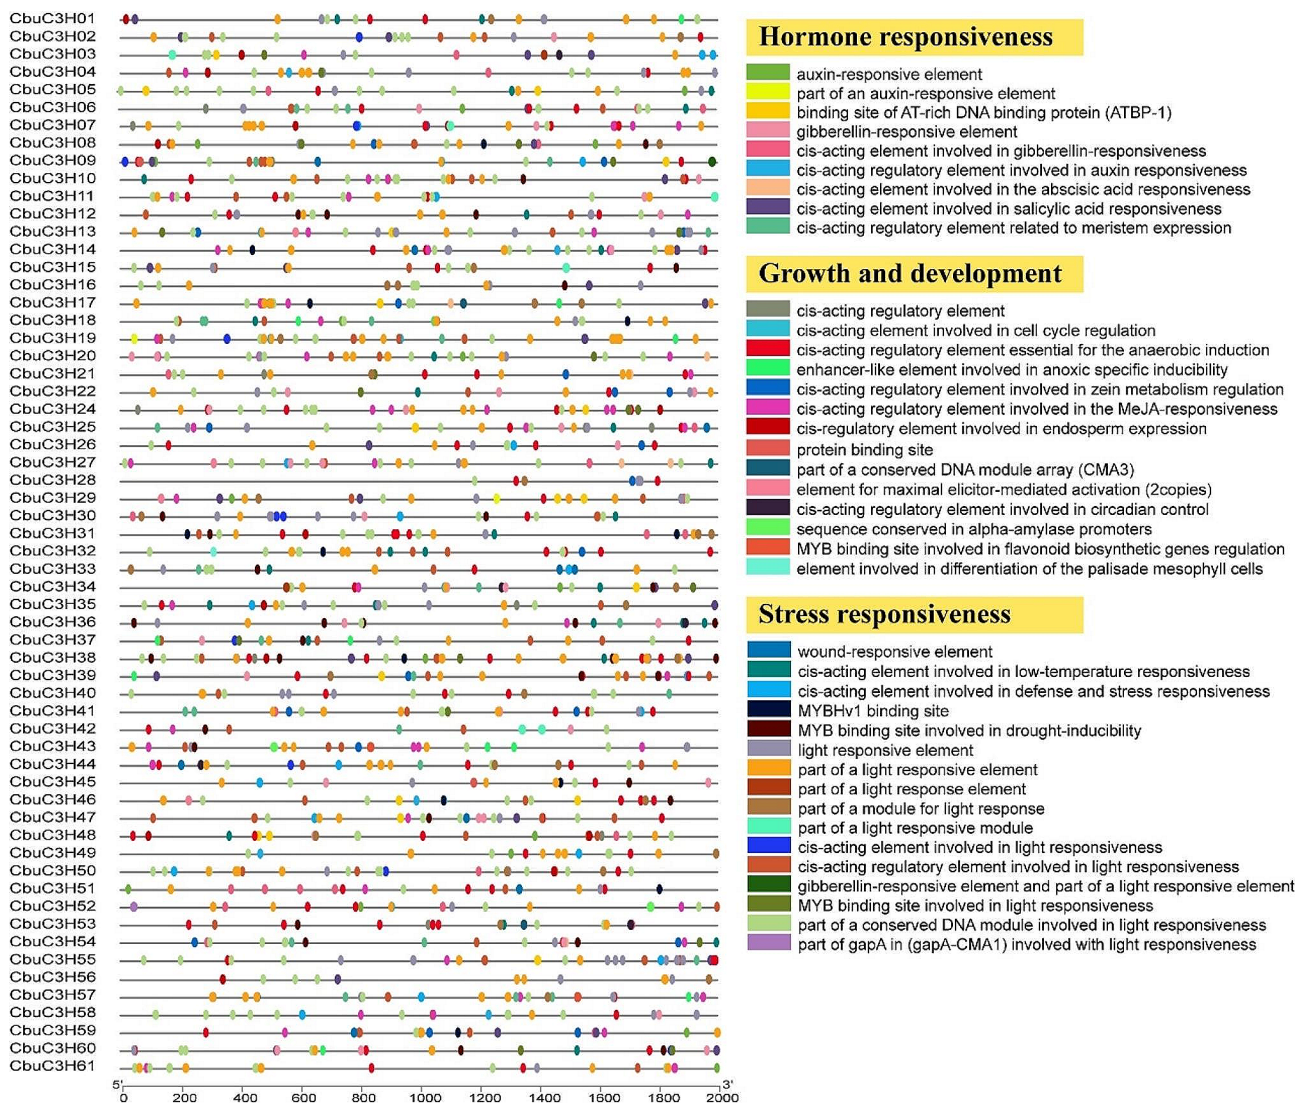 CbuC3H01
CbuC3H02
CbuC3H03
CbuC3H04
CbuC3H05
CbuC3H06
CbuC3H07
CbuC3H08
CbuC3H09
CbuC3H10
CbuC3H11
CbuC3H12
CbuC3H13
CbuC3H14
CbuC3H15
CbuC3H16
CbuC3H17
CbuC3H18
CbuC3H19
CbuC3H20
CbuC3H21
CbuC3H22
CbuC3H24
CbuC3H25
CbuC3H26
CbuC3H27
CbuC3H28
CbuC3H29
CbuC3H30
CbuC3H31
CbuC3H32
CbuC3H33
CbuC3H34
CbuC3H35
CbuC3H36
CbuC3H37
CbuC3H38
CbuC3H39
CbuC3H40
CbuC3H41
CbuC3H42
CbuC3H43
CbuC3H44
CbuC3H45
CbuC3H46
CbuC3H47
CbuC3H48
CbuC3H49
CbuC3H50
CbuC3H51
CbuC3H52
CbuC3H53
CbuC3H54
CbuC3H55
CbuC3H56
CbuC3H57
CbuC3H58
CbuC3H59
CbuC3H60
CbuC3H61
5' 3'
0 200 400 600 800 1000 1200 1400 1600 1800 2000
Hormone responsiveness
auxin-responsive element
part of an auxin-responsive element
binding site of AT-rich DNA binding protein (ATBP-1)
gibberellin-responsive element
cis-acting element involved in gibberellin-responsiveness
cis-acting regulatory element involved in auxin responsiveness
cis-acting element involved in the abscisic acid responsiveness
cis-acting element involved in salicylic acid responsiveness
cis-acting regulatory element related to meristem expression
Growth and development
cis-acting regulatory element
cis-acting element involved in cell cycle regulation
cis-acting regulatory element essential for the anaerobic induction
enhancer-like element involved in anoxic specific inducibility
cis-acting regulatory element involved in zein metabolism regulation
cis-acting regulatory element involved in the MeJA-responsiveness
cis-regulatory element involved in endosperm expression
protein binding site
part of a conserved DNA module array (CMA3)
element for maximal elicitor-mediated activation (2copies)
cis-acting regulatory element involved in circadian control
sequence conserved in alpha-amylase promoters
MYB binding site involved in flavonoid biosynthetic genes regulation
element involved in differentiation of the palisade mesophyll cells
Stress responsiveness
wound-responsive element
cis-acting element involved in low-temperature responsiveness
cis-acting element involved in defense and stress responsiveness
MYBHv1 binding site
MYB binding site involved in drought-inducibility
light responsive element
part of a light responsive element
part of a light response element
part of a module for light response
part of a light responsive module
cis-acting element involved in light responsiveness
cis-acting regulatory element involved in light responsiveness
gibberellin-responsive element and part of a light responsive element
MYB binding site involved in light responsiveness
part of a conserved DNA module involved in light responsiveness
part of gapA in (gapA-CMA1) involved with light responsiveness